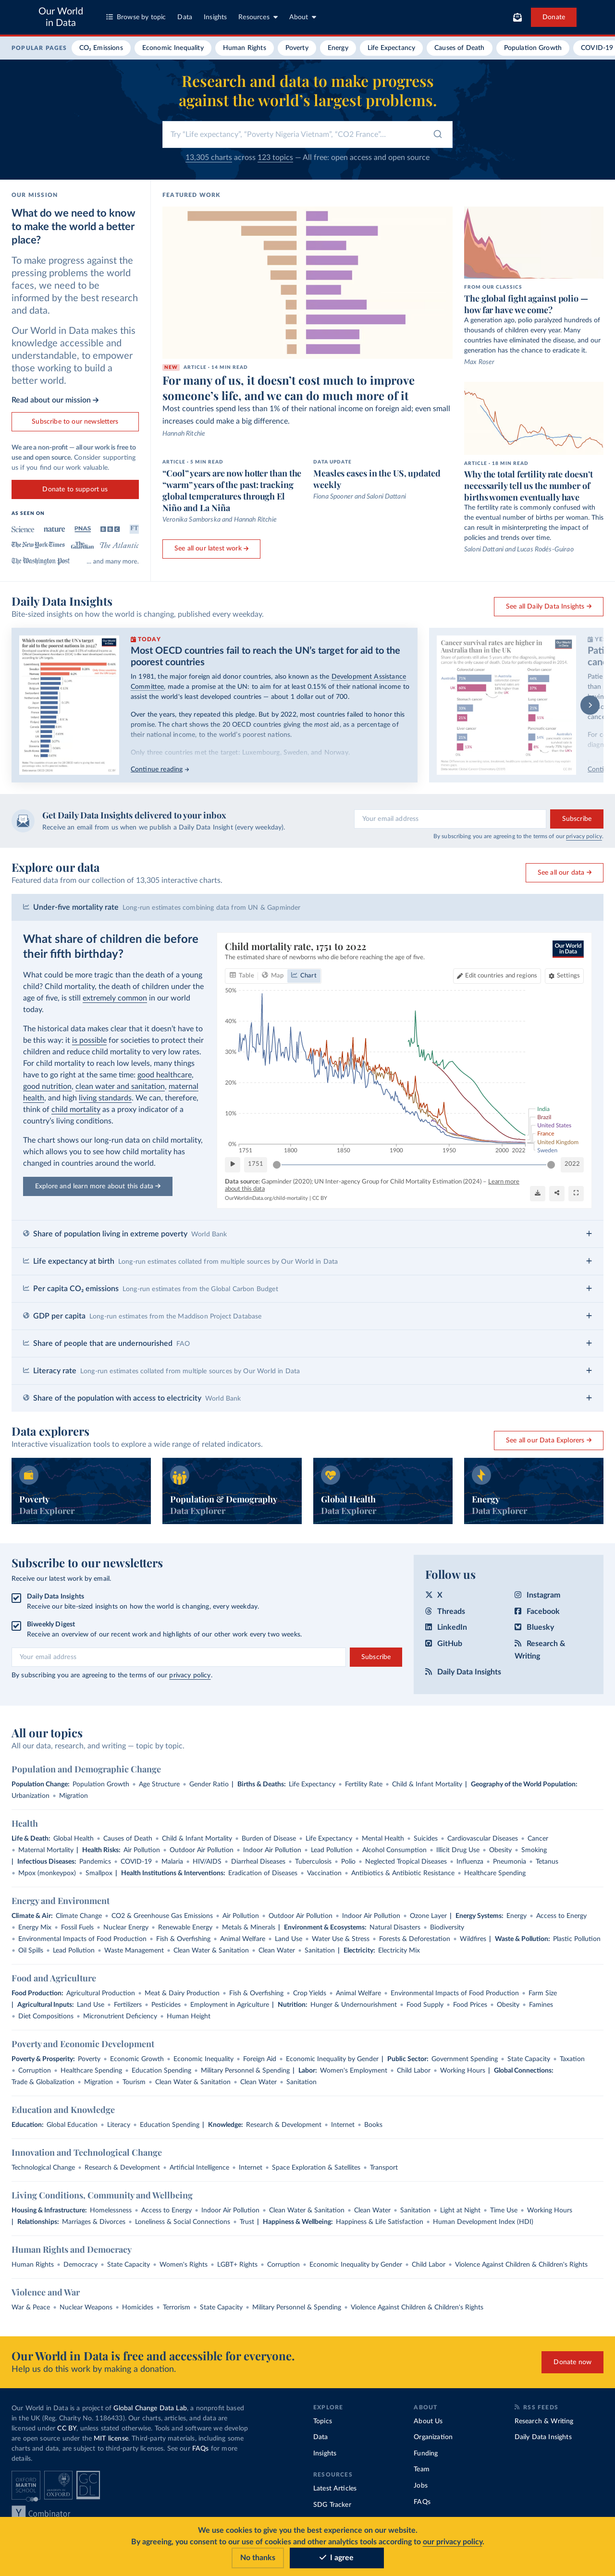 Our World
in Data
Browse by topic
Data
Insights
Resources
About
Donate
POPULAR PAGES
CO₂ Emissions
Economic Inequality
Human Rights
Poverty
Energy
Life Expectancy
Causes of Death
Population Growth
COVID-19
Research and data to make progress
against the world's largest problems.
Try "Life expectancy", "Poverty Nigeria Vietnam", "CO2 France"...
13,305 charts across 123 topics — All free: open access and open source
OUR MISSION
What do we need to know
to make the world a better
place?
To make progress against the
pressing problems the world
faces, we need to be
informed by the best research
and data.
Our World in Data makes this
knowledge accessible and
understandable, to empower
those working to build a
better world.
Read about our mission →
Subscribe to our newsletters
We are a non-profit — all our work is free to
use and open source. Consider supporting
us if you find our work valuable.
Donate to support us
AS SEEN ON
Science
nature
PNAS
BBC
FT
The New York Times
The Guardian
The Atlantic
The Washington Post
... and many more.
FEATURED WORK
NEW ARTICLE · 14 MIN READ
For many of us, it doesn't cost much to improve
someone's life, and we can do much more of it
Most countries spend less than 1% of their national income on foreign aid; even small
increases could make a big difference.
Hannah Ritchie
ARTICLE · 5 MIN READ
"Cool" years are now hotter than the
"warm" years of the past: tracking
global temperatures through El
Niño and La Niña
Veronika Samborska and Hannah Ritchie
DATA UPDATE
Measles cases in the US, updated
weekly
Fiona Spooner and Saloni Dattani
See all our latest work →
FROM OUR CLASSICS
The global fight against polio —
how far have we come?
A generation ago, polio paralyzed hundreds of
thousands of children every year. Many
countries have eliminated the disease, and our
generation has the chance to eradicate it.
Max Roser
ARTICLE · 18 MIN READ
Why the total fertility rate doesn't
necessarily tell us the number of
births women eventually have
The fertility rate is commonly confused with
the eventual number of births per woman. This
can result in misinterpreting the impact of
policies and trends over time.
Saloni Dattani and Lucas Rodés-Guirao
Daily Data Insights
Bite-sized insights on how the world is changing, published every weekday.
See all Daily Data Insights →
Which countries met the UN's target for
aid to the poorest nations in 2022?
TODAY
Most OECD countries fail to reach the UN's target for aid to the
poorest countries
In 1981, the major foreign aid donor countries, also known as the Development Assistance
Committee, made a promise at the UN: to aim for at least 0.15% of their national income to
assist the world's least developed countries — about 1 dollar out of 700.
Over the years, they repeated this pledge. But by 2022, most countries failed to honor this
promise. The chart shows the 20 OECD countries giving the most aid, as a percentage of
their national income, to the world's poorest nations.
Only three countries met the target: Luxembourg, Sweden, and Norway.
Continue reading →
Cancer survival rates are higher in
Australia than in the UK
Get Daily Data Insights delivered to your inbox
Receive an email from us when we publish a Daily Data Insight (every weekday).
Your email address
Subscribe
By subscribing you are agreeing to the terms of our privacy policy.
Explore our data
Featured data from our collection of 13,305 interactive charts.
See all our data →
Under-five mortality rate Long-run estimates combining data from UN & Gapminder
What share of children die before
their fifth birthday?
What could be more tragic than the death of a young
child? Child mortality, the death of children under the
age of five, is still extremely common in our world
today.
The historical data makes clear that it doesn't have to
be this way: it is possible for societies to protect their
children and reduce child mortality to very low rates.
For child mortality to reach low levels, many things
have to go right at the same time: good healthcare,
good nutrition, clean water and sanitation, maternal
health, and high living standards. We can, therefore,
think of child mortality as a proxy indicator of a
country's living conditions.
The chart shows our long-run data on child mortality,
which allows you to see how child mortality has
changed in countries around the world.
Explore and learn more about this data →
Child mortality rate, 1751 to 2022
The estimated share of newborns who die before reaching the age of five.
Our World
in Data
Table
Map
Chart
Edit countries and regions
Settings
50%
40%
30%
20%
10%
0%
1751
1800
1850
1900
1950
2000
2022
India
Brazil
United States
France
United Kingdom
Sweden
1751
2022
Data source: Gapminder (2020); UN Inter-agency Group for Child Mortality Estimation (2024) – Learn more
about this data
OurWorldinData.org/child-mortality | CC BY
Share of population living in extreme poverty World Bank
Life expectancy at birth Long-run estimates collated from multiple sources by Our World in Data
Per capita CO₂ emissions Long-run estimates from the Global Carbon Budget
GDP per capita Long-run estimates from the Maddison Project Database
Share of people that are undernourished FAO
Literacy rate Long-run estimates collated from multiple sources by Our World in Data
Share of the population with access to electricity World Bank
Data explorers
Interactive visualization tools to explore a wide range of related indicators.
See all our Data Explorers →
Poverty
Data Explorer
Population & Demography
Data Explorer
Global Health
Data Explorer
Energy
Data Explorer
Subscribe to our newsletters
Receive our latest work by email.
Daily Data Insights
Receive our bite-sized insights on how the world is changing, every weekday.
Biweekly Digest
Receive an overview of our recent work and highlights of our other work every two weeks.
Your email address
Subscribe
By subscribing you are agreeing to the terms of our privacy policy.
Follow us
X
Threads
LinkedIn
GitHub
Daily Data Insights
Instagram
Facebook
Bluesky
Research &
Writing
All our topics
All our data, research, and writing — topic by topic.
Population and Demographic Change
Population Change: Population Growth • Age Structure • Gender Ratio | Births & Deaths: Life Expectancy • Fertility Rate • Child & Infant Mortality | Geography of the World Population:
Urbanization • Migration
Health
Life & Death: Global Health • Causes of Death • Child & Infant Mortality • Burden of Disease • Life Expectancy • Mental Health • Suicides • Cardiovascular Diseases • Cancer
• Maternal Mortality | Health Risks: Air Pollution • Outdoor Air Pollution • Indoor Air Pollution • Lead Pollution • Alcohol Consumption • Illicit Drug Use • Obesity • Smoking
| Infectious Diseases: Pandemics • COVID-19 • Malaria • HIV/AIDS • Diarrheal Diseases • Tuberculosis • Polio • Neglected Tropical Diseases • Influenza • Pneumonia • Tetanus
• Mpox (monkeypox) • Smallpox | Health Institutions & Interventions: Eradication of Diseases • Vaccination • Antibiotics & Antibiotic Resistance • Healthcare Spending
Energy and Environment
Climate & Air: Climate Change • CO2 & Greenhouse Gas Emissions • Air Pollution • Outdoor Air Pollution • Indoor Air Pollution • Ozone Layer | Energy Systems: Energy • Access to Energy
• Energy Mix • Fossil Fuels • Nuclear Energy • Renewable Energy • Metals & Minerals | Environment & Ecosystems: Natural Disasters • Biodiversity
• Environmental Impacts of Food Production • Fish & Overfishing • Animal Welfare • Land Use • Water Use & Stress • Forests & Deforestation • Wildfires | Waste & Pollution: Plastic Pollution
• Oil Spills • Lead Pollution • Waste Management • Clean Water & Sanitation • Clean Water • Sanitation | Electricity: Electricity Mix
Food and Agriculture
Food Production: Agricultural Production • Meat & Dairy Production • Fish & Overfishing • Crop Yields • Animal Welfare • Environmental Impacts of Food Production • Farm Size
| Agricultural Inputs: Land Use • Fertilizers • Pesticides • Employment in Agriculture | Nutrition: Hunger & Undernourishment • Food Supply • Food Prices • Obesity • Famines
• Diet Compositions • Micronutrient Deficiency • Human Height
Poverty and Economic Development
Poverty & Prosperity: Poverty • Economic Growth • Economic Inequality • Foreign Aid • Economic Inequality by Gender | Public Sector: Government Spending • State Capacity • Taxation
• Corruption • Healthcare Spending • Education Spending • Military Personnel & Spending | Labor: Women's Employment • Child Labor • Working Hours | Global Connections:
Trade & Globalization • Migration • Tourism • Clean Water & Sanitation • Clean Water • Sanitation
Education and Knowledge
Education: Global Education • Literacy • Education Spending | Knowledge: Research & Development • Internet • Books
Innovation and Technological Change
Technological Change • Research & Development • Artificial Intelligence • Internet • Space Exploration & Satellites • Transport
Living Conditions, Community and Wellbeing
Housing & Infrastructure: Homelessness • Access to Energy • Indoor Air Pollution • Clean Water & Sanitation • Clean Water • Sanitation • Light at Night • Time Use • Working Hours
| Relationships: Marriages & Divorces • Loneliness & Social Connections • Trust | Happiness & Wellbeing: Happiness & Life Satisfaction • Human Development Index (HDI)
Human Rights and Democracy
Human Rights • Democracy • State Capacity • Women's Rights • LGBT+ Rights • Corruption • Economic Inequality by Gender • Child Labor • Violence Against Children & Children's Rights
Violence and War
War & Peace • Nuclear Weapons • Homicides • Terrorism • State Capacity • Military Personnel & Spending • Violence Against Children & Children's Rights
Our World in Data is free and accessible for everyone.
Help us do this work by making a donation.
Donate now
Our World in Data is a project of Global Change Data Lab, a nonprofit based
in the UK (Reg. Charity No. 1186433). Our charts, articles, and data are
licensed under CC BY, unless stated otherwise. Tools and software we develop
are open source under the MIT license. Third-party materials, including some
charts and data, are subject to third-party licenses. See our FAQs for more
details.
OXFORD
MARTIN
SCHOOL
UNIVERSITY OF
OXFORD
GC
DL
Y Combinator
EXPLORE
Topics
Data
Insights
RESOURCES
Latest Articles
SDG Tracker
ABOUT
About Us
Organization
Funding
Team
Jobs
FAQs
RSS FEEDS
Research & Writing
Daily Data Insights
We use cookies to give you the best experience on our website.
By agreeing, you consent to our use of cookies and other analytics tools according to our privacy policy.
No thanks
I agree